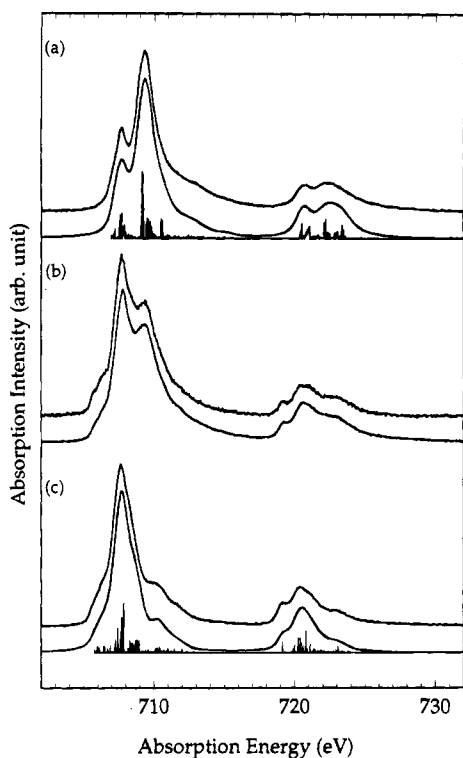 (a)
(b)
(c)
Absorption Intensity (arb. unit)
710
720
730
Absorption Energy (eV)